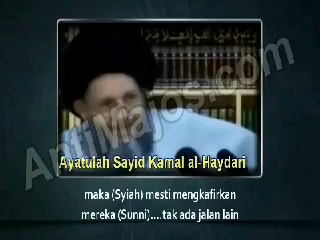 AntiMajos.com
Ayatulah Sayid Kamal al-Haydari
maka (Syiah) mesti mengkafirkan
mereka (Sunni)....tak ada jalan lain